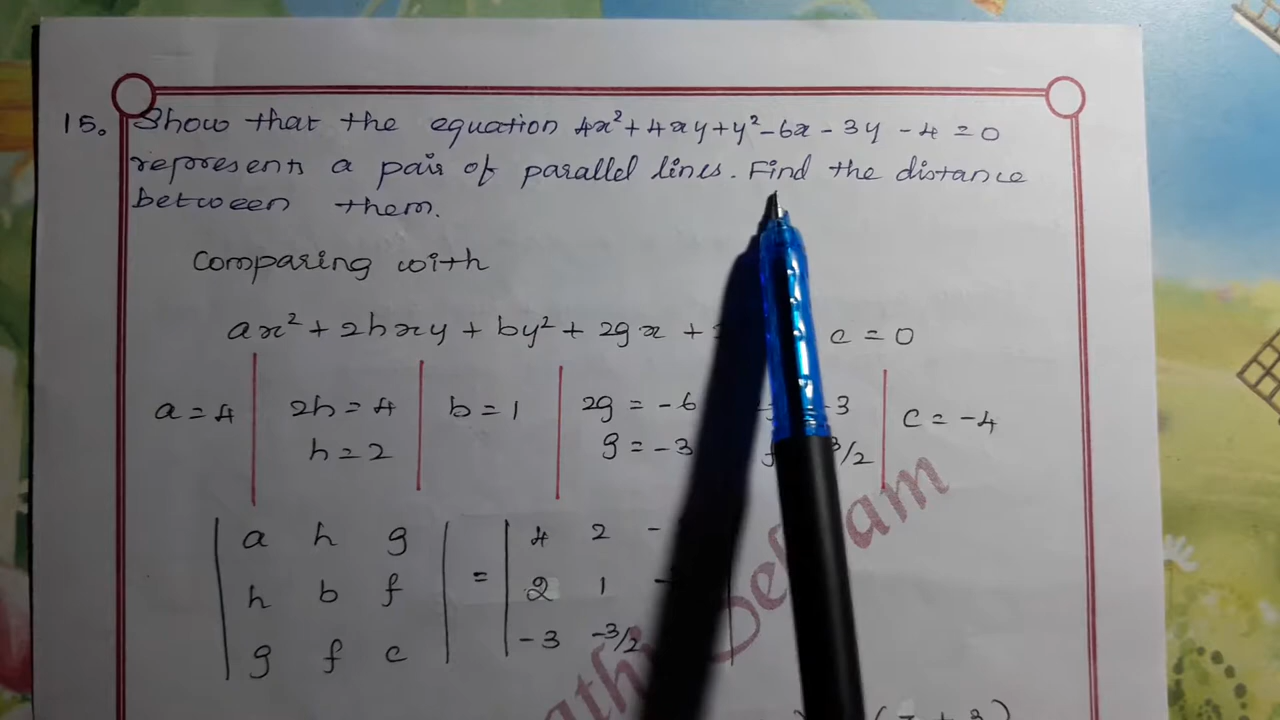 15. Show that the equation 4x²+4xy+y²-6x-3y-4=0
represents a pair of parallel lines. Find the distance
between them.
Comparing with
ax²+2hxy+by²+2gx+ c=0
a=4 2h=4 b=1 2g=-6 -3 c=-4
h=2 g=-3 3/2
a h g = 4 2 -
h b f 2 1
g f c -3 -3/2